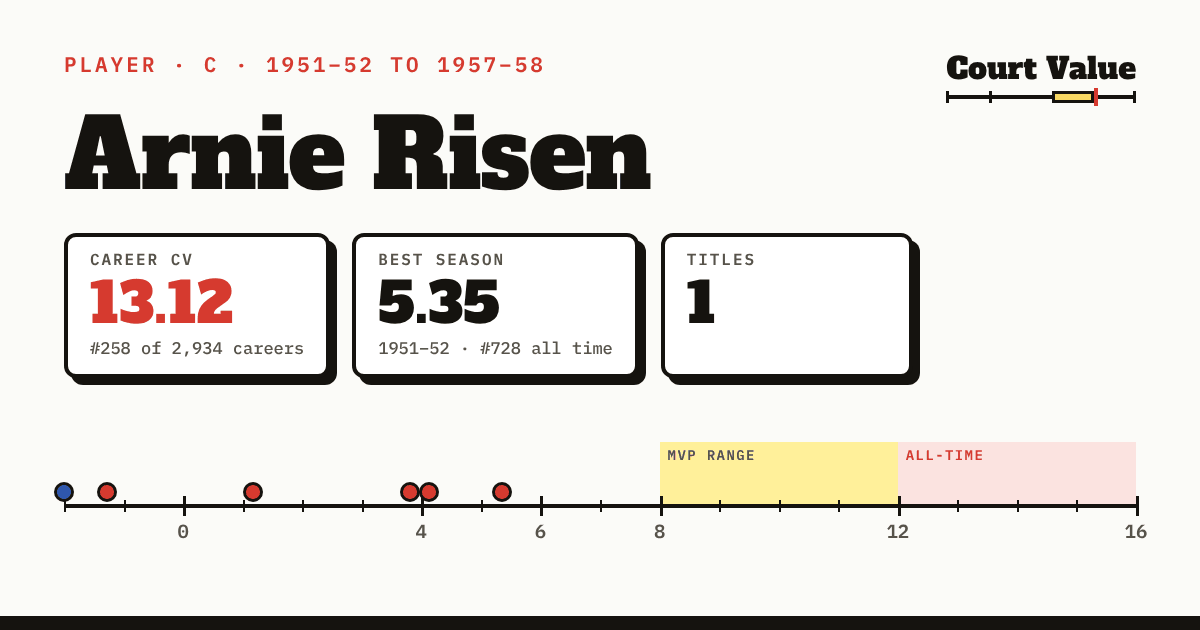 PLAYER · C · 1951–52 TO 1957–58
Court Value
Arnie Risen
CAREER CV
13.12
#258 of 2,934 careers
BEST SEASON
5.35
1951–52 · #728 all time
TITLES
1
MVP RANGE
ALL-TIME
0 4 6 8 12 16